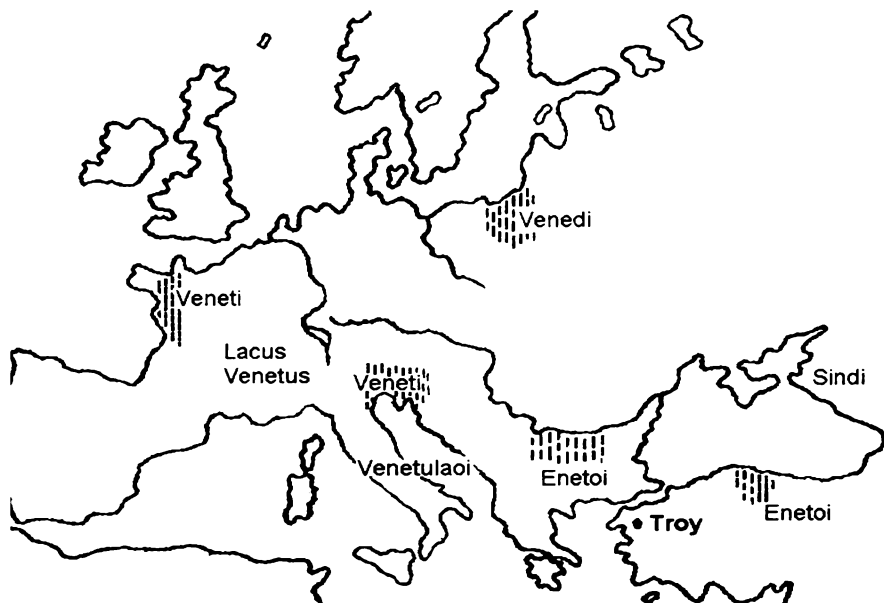 Venedi
Veneti
Lacus
Venetus
Veneti
Sindi
Venetulaoi
Enetoi
Enetoi
Troy